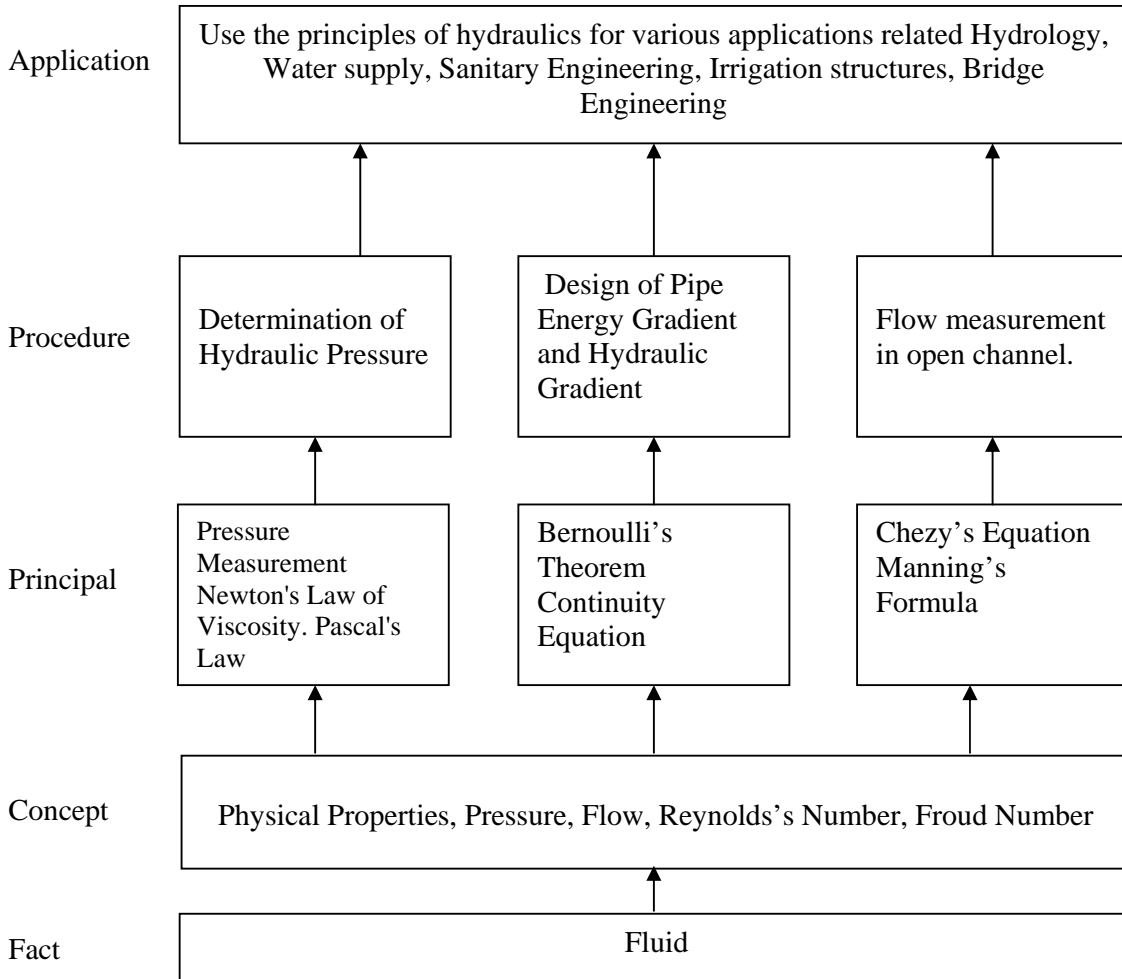 Application
Use the principles of hydraulics for various applications related Hydrology,
Water supply, Sanitary Engineering, Irrigation structures, Bridge
Engineering
Procedure
Determination of
Hydraulic Pressure
Design of Pipe
Energy Gradient
and Hydraulic
Gradient
Flow measurement
in open channel.
Principal
Pressure
Measurement
Newton's Law of
Viscosity. Pascal's
Law
Bernoulli’s
Theorem
Continuity
Equation
Chezy’s Equation
Manning’s
Formula
Concept
Physical Properties, Pressure, Flow, Reynolds’s Number, Froud Number
Fact
Fluid